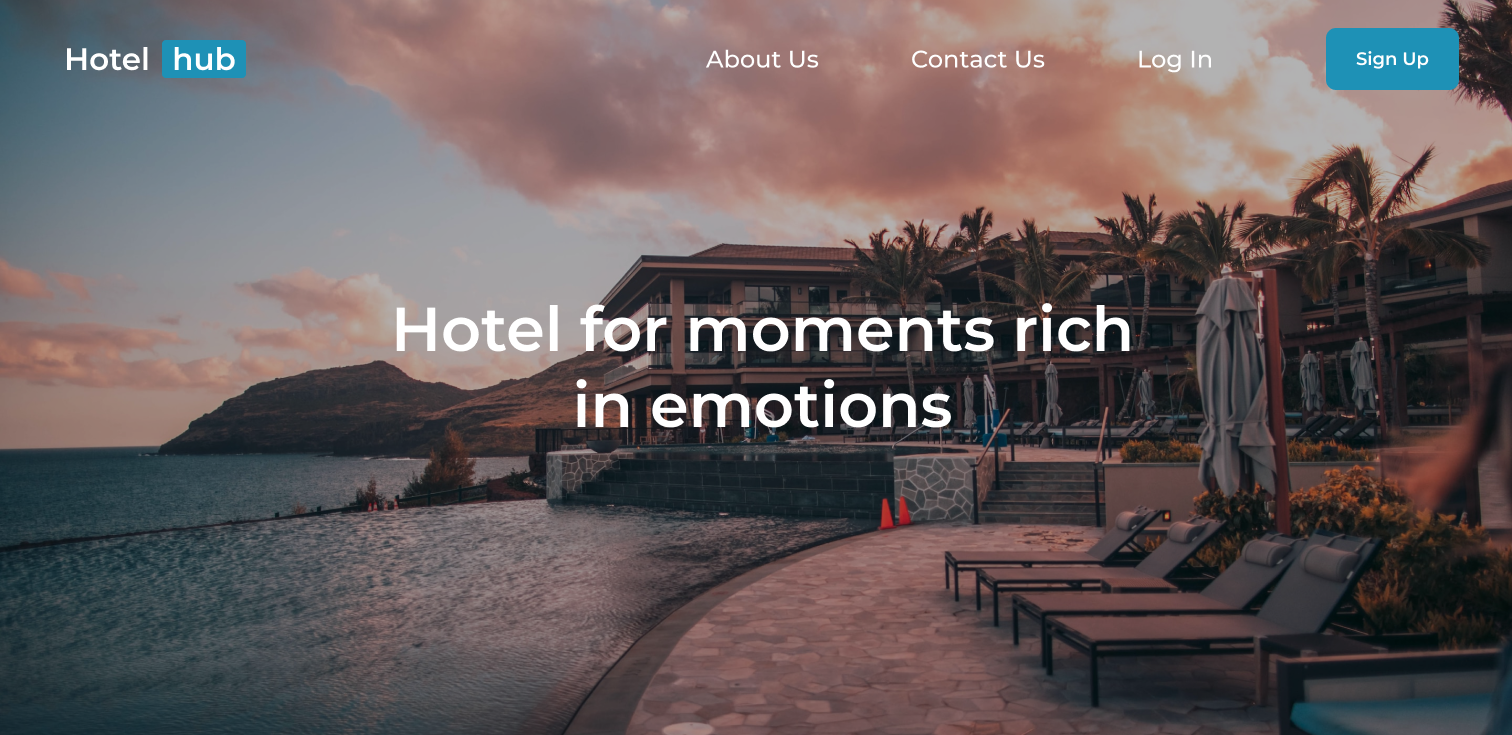 Hotel hub
About Us
Contact Us
Log In
Sign Up
Hotel for moments rich
in emotions